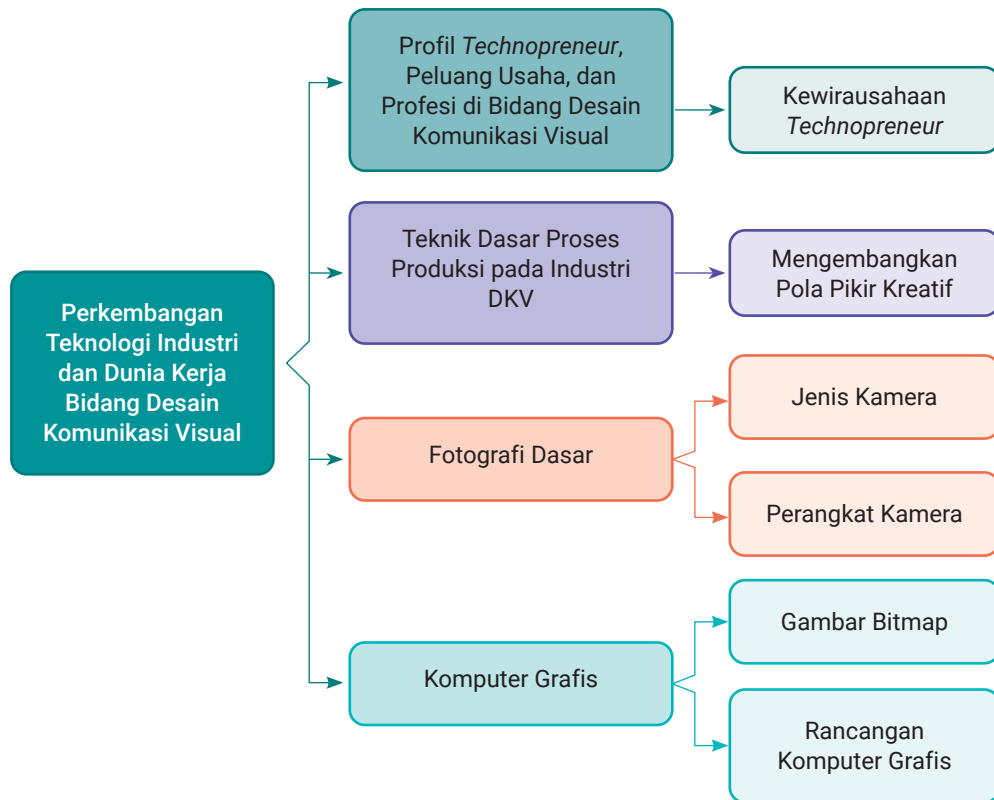 Perkembangan
Teknologi Industri
dan Dunia Kerja
Bidang Desain
Komunikasi Visual
Profil Technopreneur,
Peluang Usaha, dan
Profesi di Bidang Desain
Komunikasi Visual
Kewirausahaan
Technopreneur
Teknik Dasar Proses
Produksi pada Industri
DKV
Mengembangkan
Pola Pikir Kreatif
Fotografi Dasar
Jenis Kamera
Perangkat Kamera
Komputer Grafis
Gambar Bitmap
Rancangan
Komputer Grafis